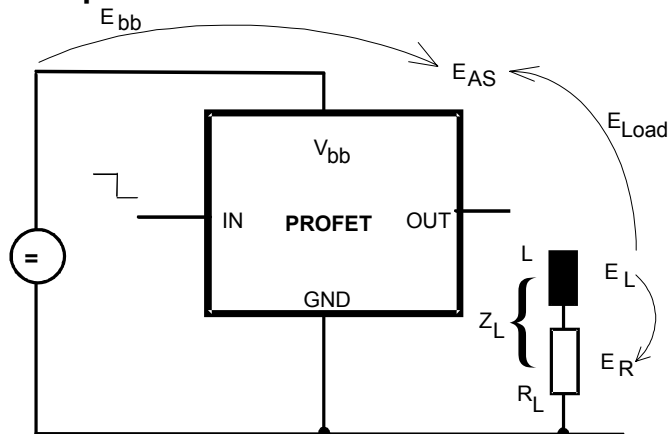 E bb
E AS
E Load
V bb
IN PROFET OUT
=
L
E L
GND
Z L {
E R
R L